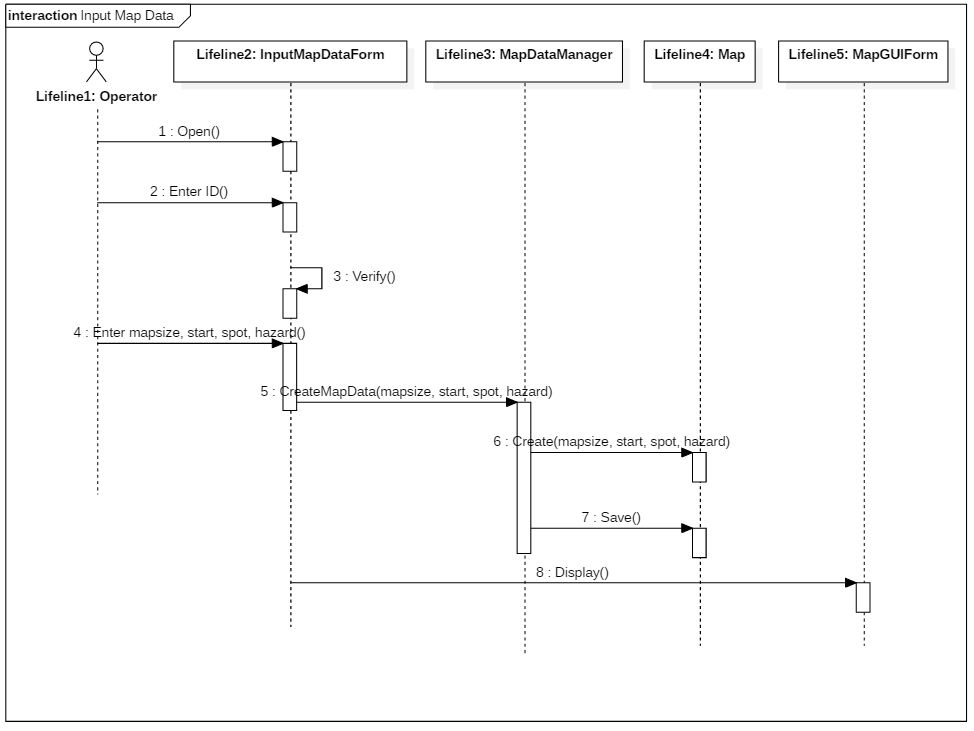 interaction Input Map Data
Lifeline1: Operator
Lifeline2: InputMapDataForm
Lifeline3: MapDataManager
Lifeline4: Map
Lifeline5: MapGUIForm
1 : Open()
2 : Enter ID()
3 : Verify()
4 : Enter mapsize, start, spot, hazard()
5 : CreateMapData(mapsize, start, spot, hazard)
6 : Create(mapsize, start, spot, hazard)
7 : Save()
8 : Display()